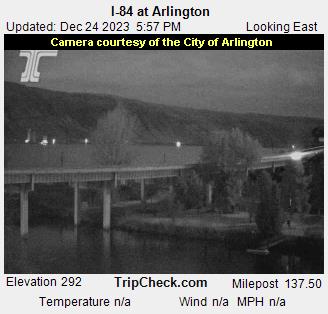 I-84 at Arlington
Updated: Dec 24 2023 5:57 PM Looking East
Camera courtesy of the City of Arlington
Elevation 292 TripCheck.com Milepost 137.50
Temperature n/a Wind n/a MPH n/a